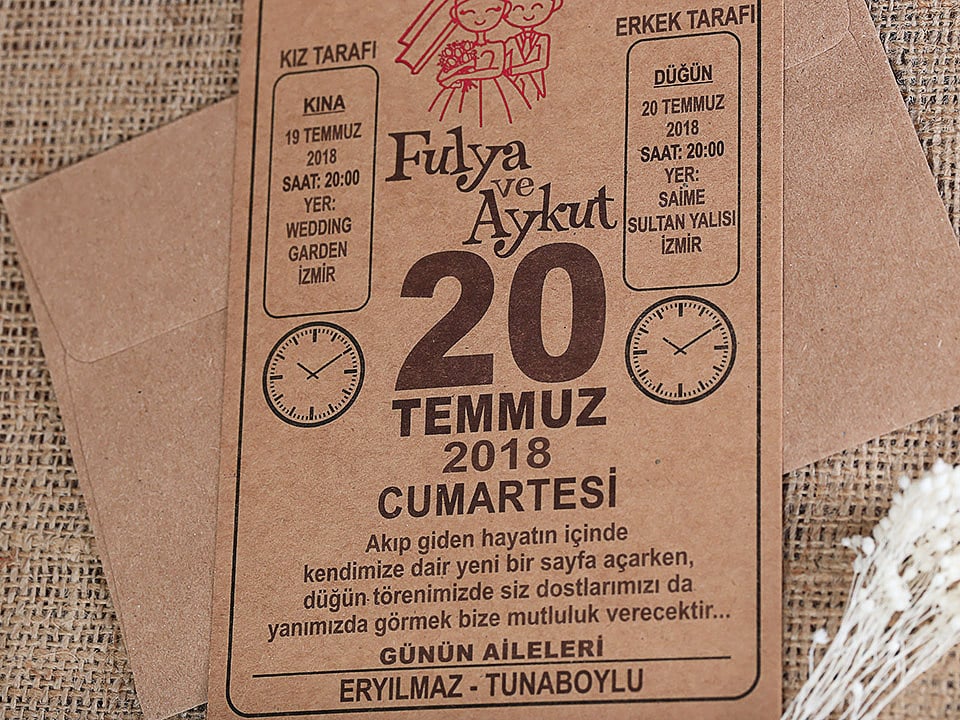 KIZ TARAFI
KINA
19 TEMMUZ
2018
SAAT: 20:00
YER:
WEDDING
GARDEN
İZMİR
ERKEK TARAFI
DÜĞÜN
20 TEMMUZ
2018
SAAT: 20:00
YER:
SAİME
SULTAN YALISI
İZMİR
Fulya
ve
Aykut
20
TEMMUZ
2018
CUMARTESİ
Akıp giden hayatın içinde
kendimize dair yeni bir sayfa açarken,
düğün törenimizde siz dostlarımızı da
yanımızda görmek bize mutluluk verecektir...
GÜNÜN AİLELERİ
ERYILMAZ - TUNABOYLU